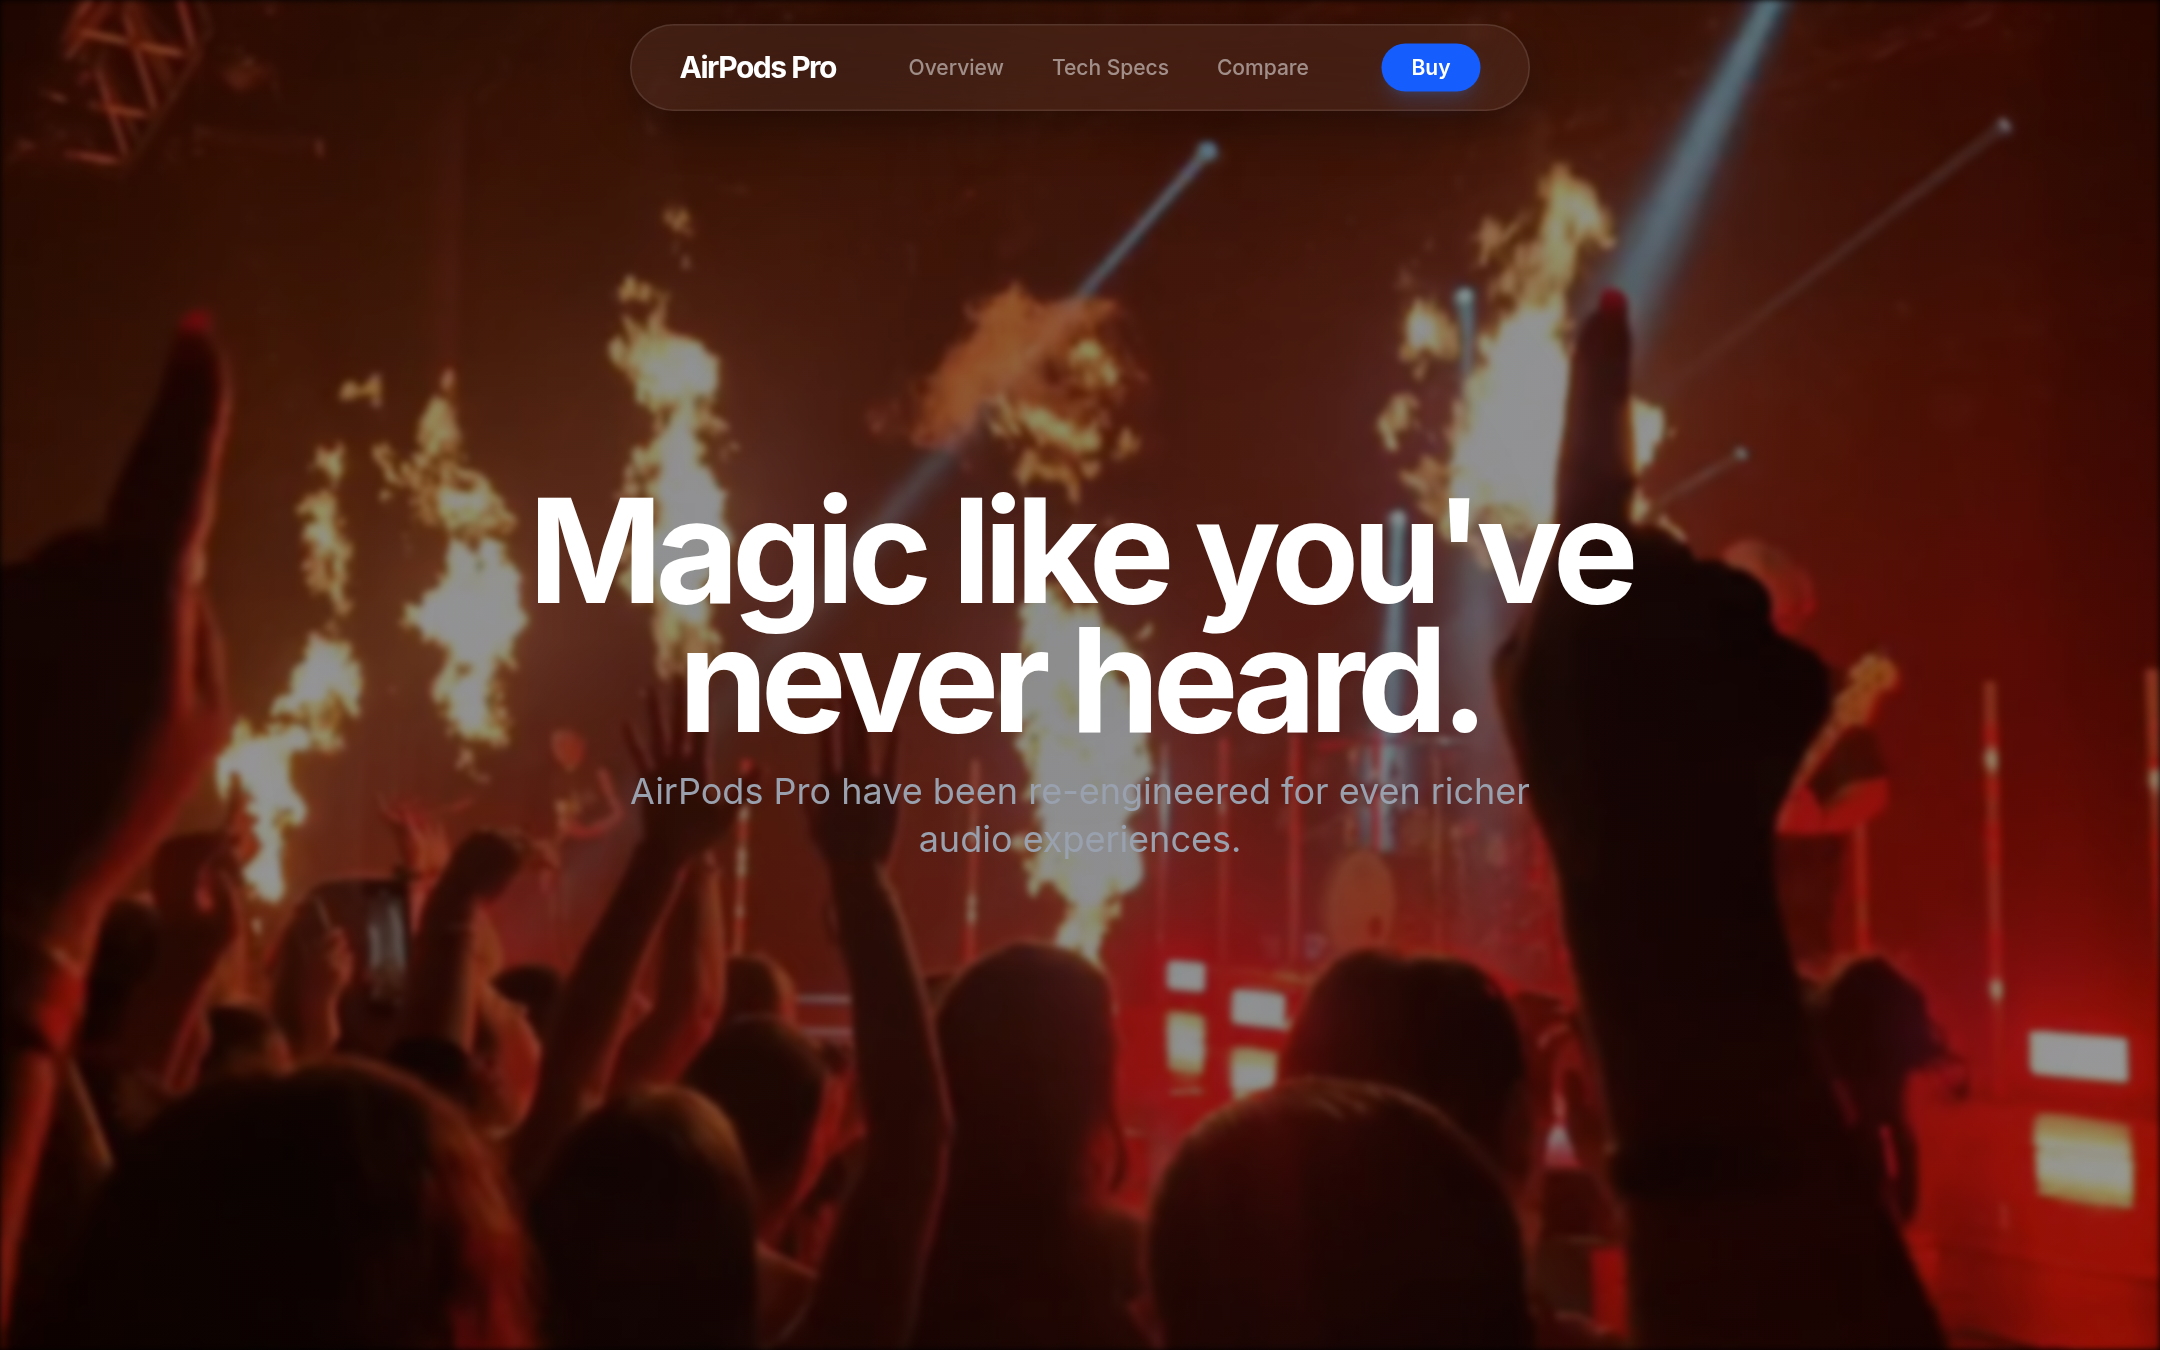 AirPods Pro
Overview
Tech Specs
Compare
Buy
Magic like you've
never heard.
AirPods Pro have been re-engineered for even richer
audio experiences.